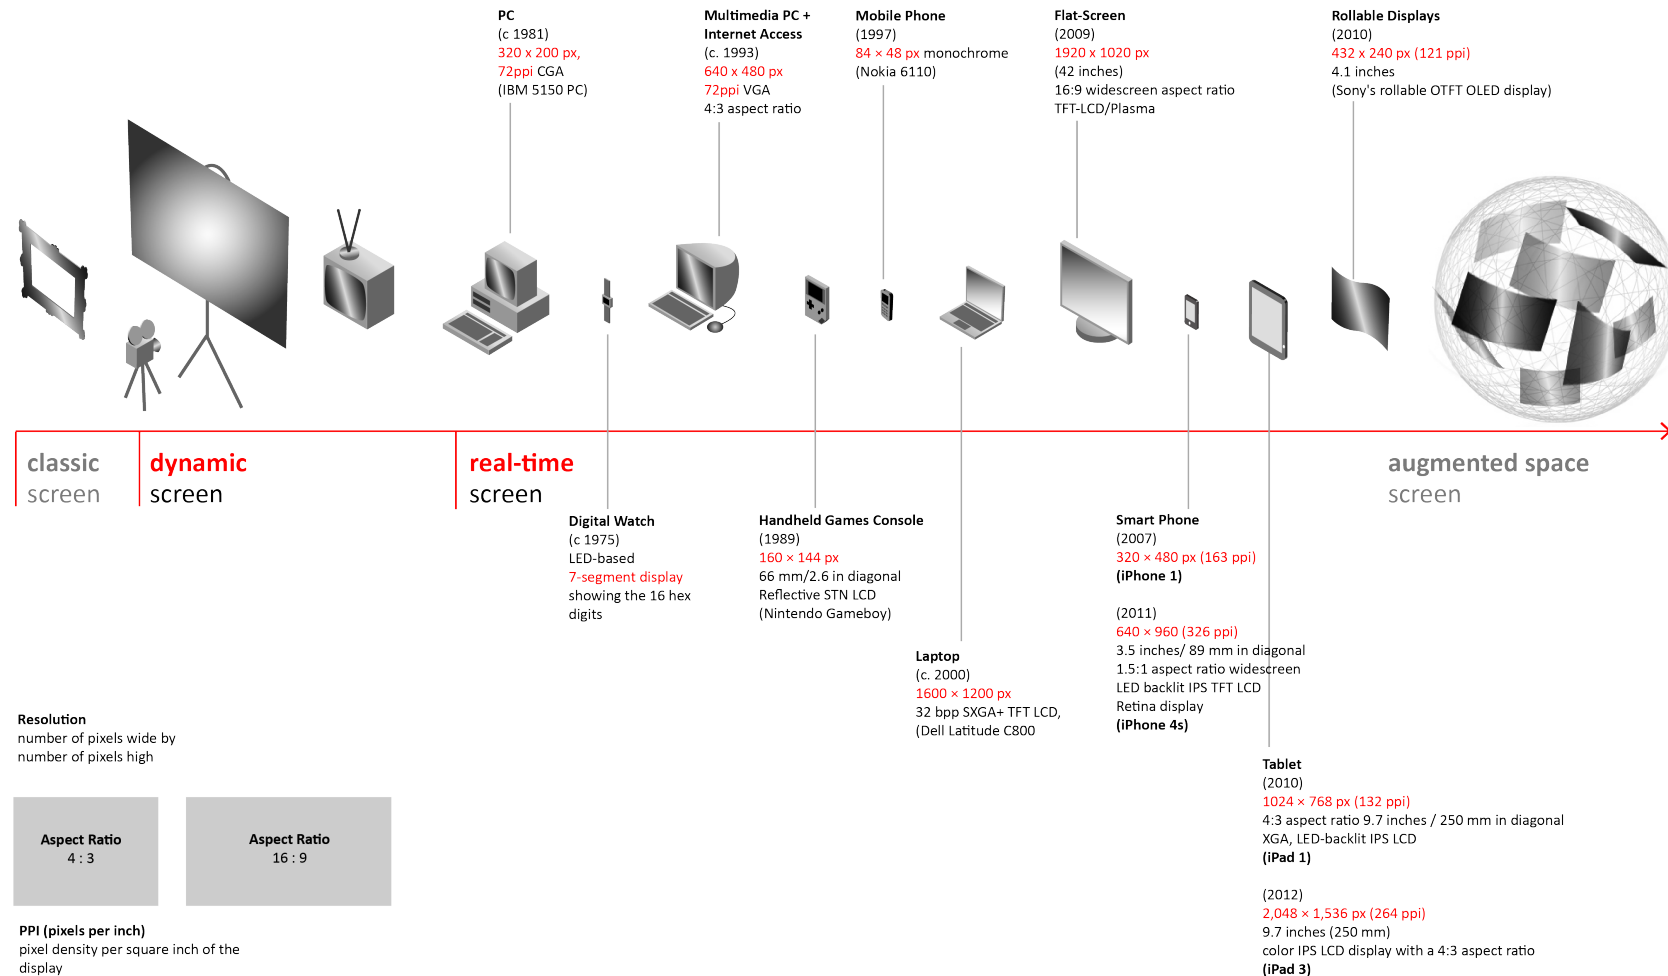 PC
(c 1981)
320 x 200 px,
72ppi CGA
(IBM 5150 PC)
Multimedia PC +
Internet Access
(c. 1993)
640 x 480 px
72ppi VGA
4:3 aspect ratio
Mobile Phone
(1997)
84 × 48 px monochrome
(Nokia 6110)
Flat-Screen
(2009)
1920 x 1020 px
(42 inches)
16:9 widescreen aspect ratio
TFT-LCD/Plasma
Rollable Displays
(2010)
432 x 240 px (121 ppi)
4.1 inches
(Sony's rollable OTFT OLED display)
classic
screen
dynamic
screen
real-time
screen
augmented space
screen
Digital Watch
(c 1975)
LED-based
7-segment display
showing the 16 hex
digits
Handheld Games Console
(1989)
160 × 144 px
66 mm/2.6 in diagonal
Reflective STN LCD
(Nintendo Gameboy)
Laptop
(c. 2000)
1600 × 1200 px
32 bpp SXGA+ TFT LCD,
(Dell Latitude C800
Smart Phone
(2007)
320 × 480 px (163 ppi)
(iPhone 1)
(2011)
640 × 960 (326 ppi)
3.5 inches/ 89 mm in diagonal
1.5:1 aspect ratio widescreen
LED backlit IPS TFT LCD
Retina display
(iPhone 4s)
Tablet
(2010)
1024 × 768 px (132 ppi)
4:3 aspect ratio 9.7 inches / 250 mm in diagonal
XGA, LED-backlit IPS LCD
(iPad 1)
(2012)
2,048 × 1,536 px (264 ppi)
9.7 inches (250 mm)
color IPS LCD display with a 4:3 aspect ratio
(iPad 3)
Resolution
number of pixels wide by
number of pixels high
Aspect Ratio
4 : 3
Aspect Ratio
16 : 9
PPI (pixels per inch)
pixel density per square inch of the
display